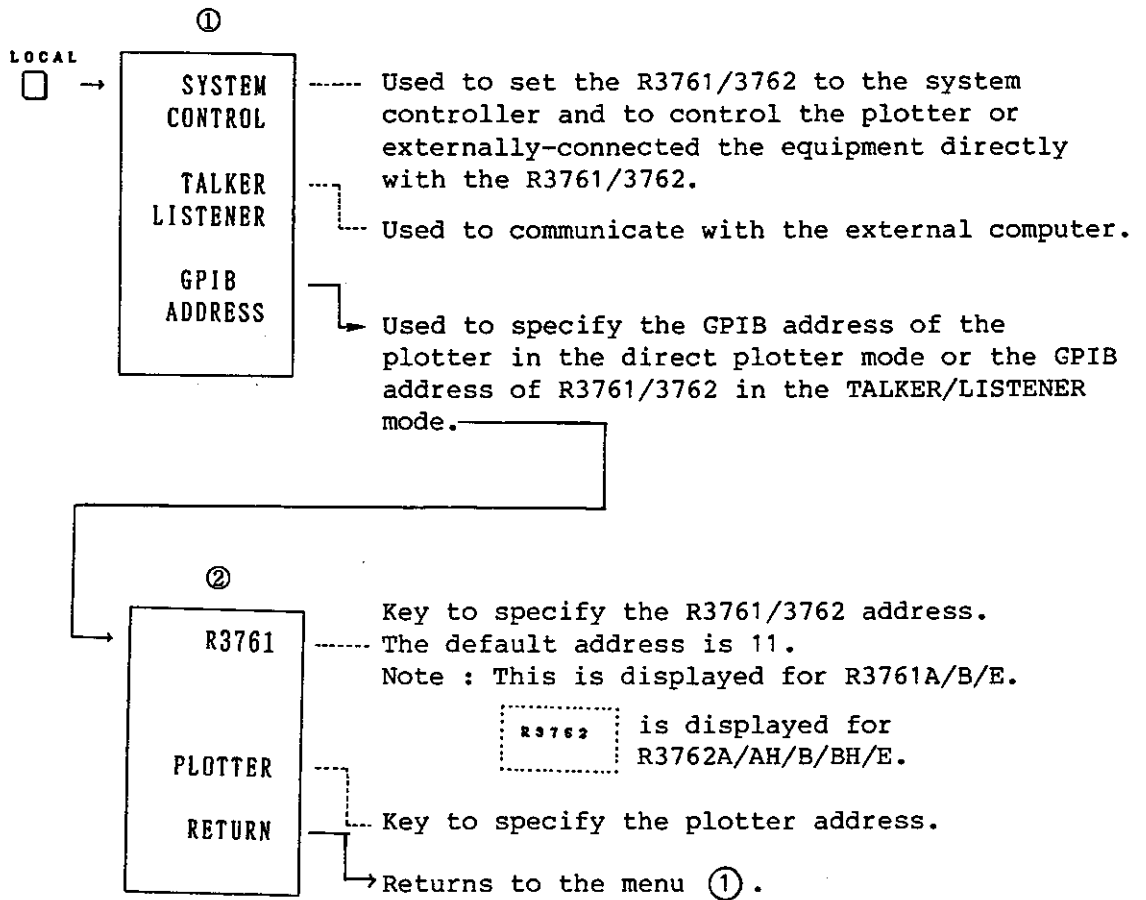 ①
LOCAL
SYSTEM
CONTROL
Used to set the R3761/3762 to the system
controller and to control the plotter or
externally-connected the equipment directly
with the R3761/3762.
TALKER
LISTENER
Used to communicate with the external computer.
GPIB
ADDRESS
Used to specify the GPIB address of the
plotter in the direct plotter mode or the GPIB
address of R3761/3762 in the TALKER/LISTENER
mode.
②
R3761
Key to specify the R3761/3762 address.
The default address is 11.
Note : This is displayed for R3761A/B/E.
R3762
is displayed for
R3762A/AH/B/BH/E.
PLOTTER
Key to specify the plotter address.
RETURN
Returns to the menu ①.